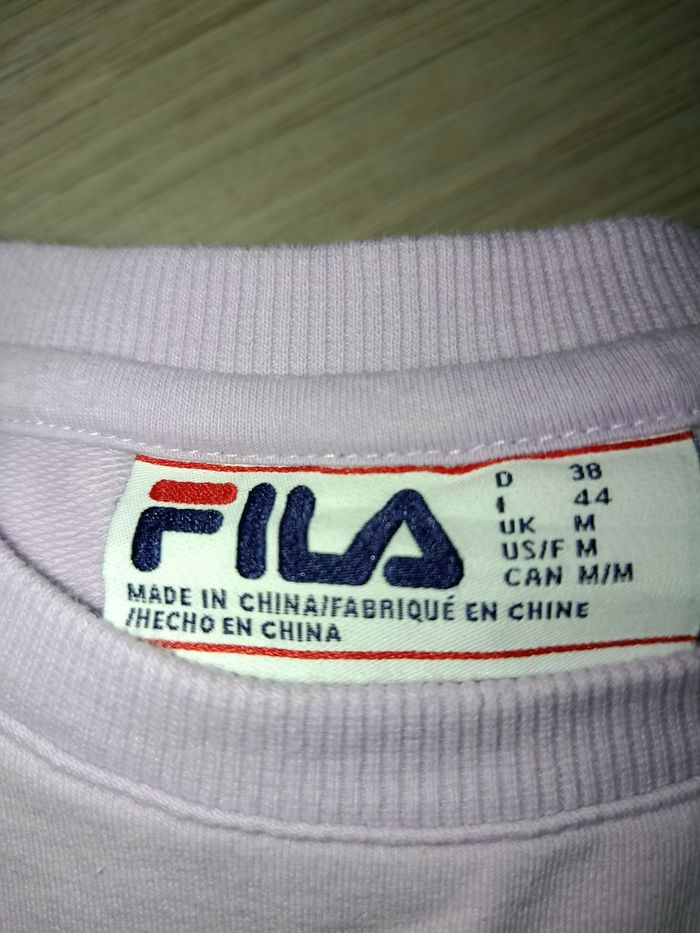 FILA
D 38
I 44
UK M
US/F M
CAN M/M
MADE IN CHINA/FABRIQUÉ EN CHINE
/HECHO EN CHINA